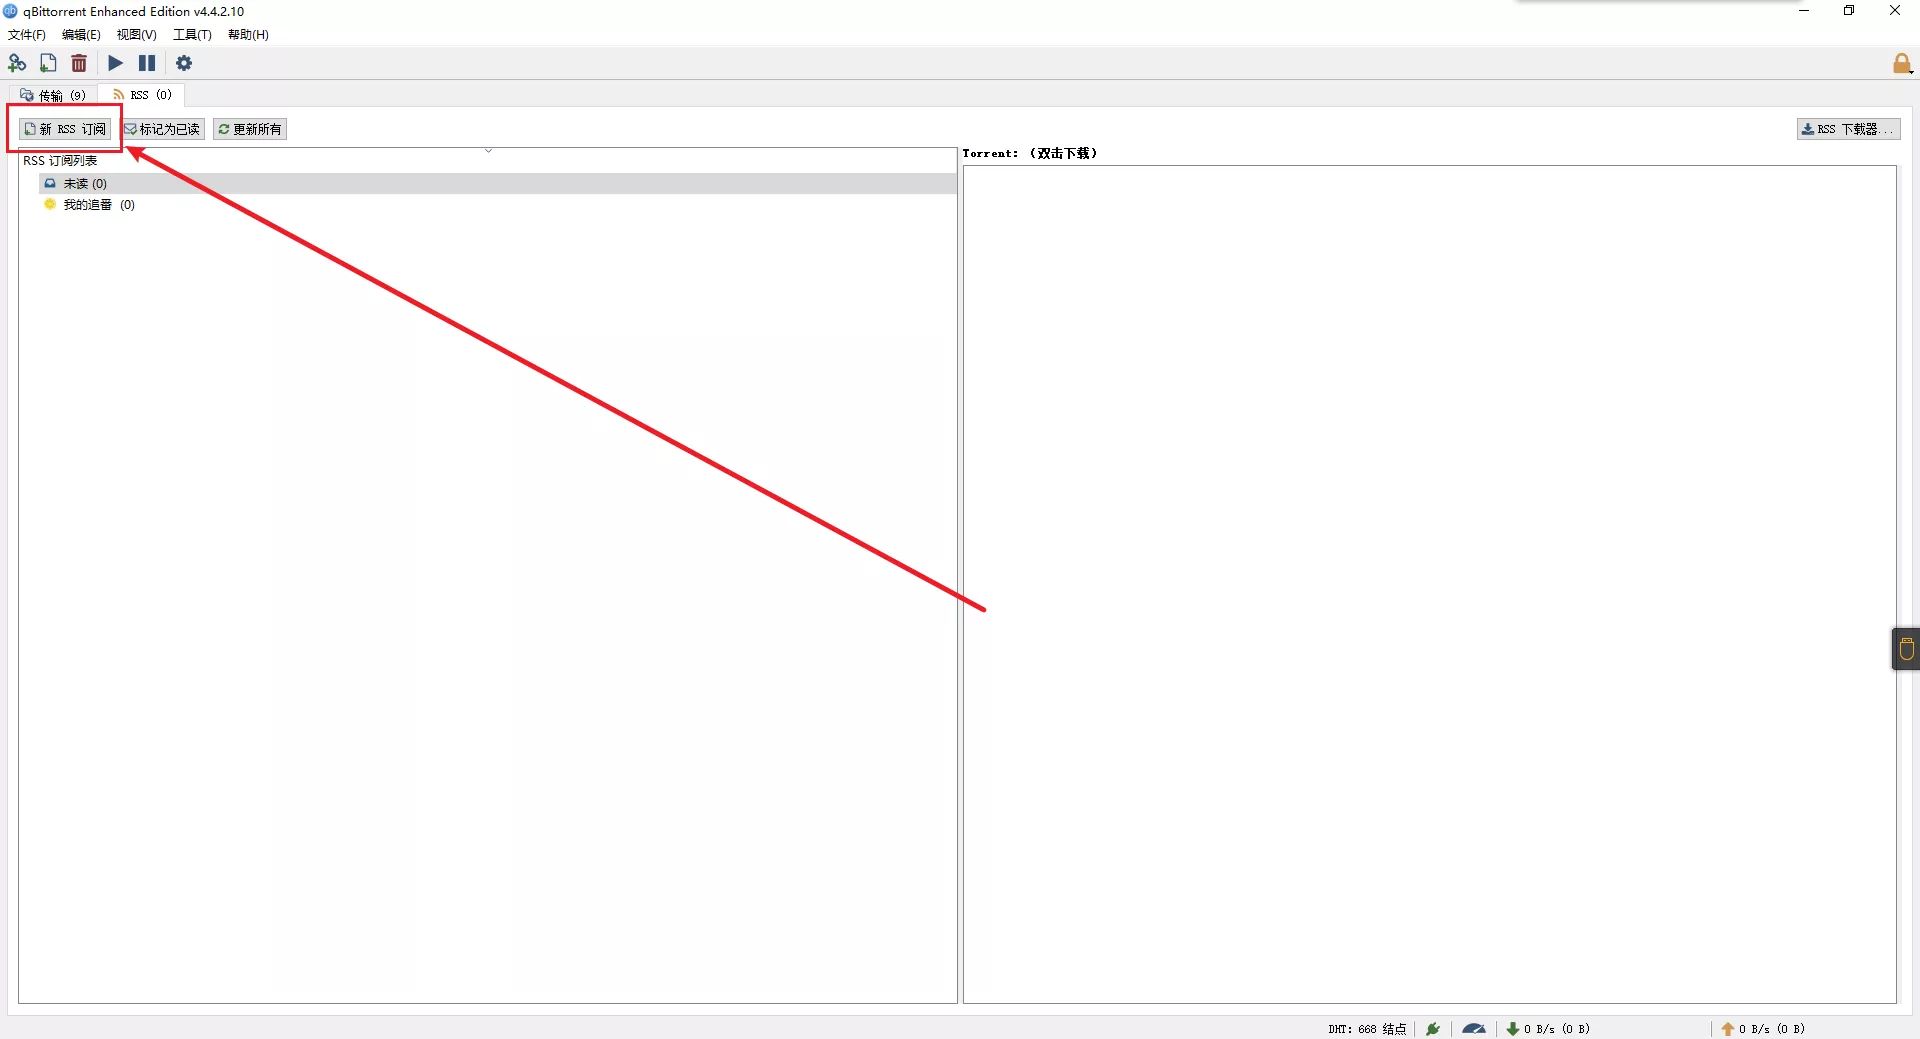 qBittorrent Enhanced Edition v4.4.2.10
文件(F) 编辑(E) 视图(V) 工具(T) 帮助(H)
传输 (9) RSS (0)
新 RSS 订阅 标记为已读 更新所有 RSS 下载器...
RSS 订阅列表
Torrent: (双击下载)
未读 (0)
我的追番 (0)
DHT: 668 结点 0 B/s (0 B) 0 B/s (0 B)